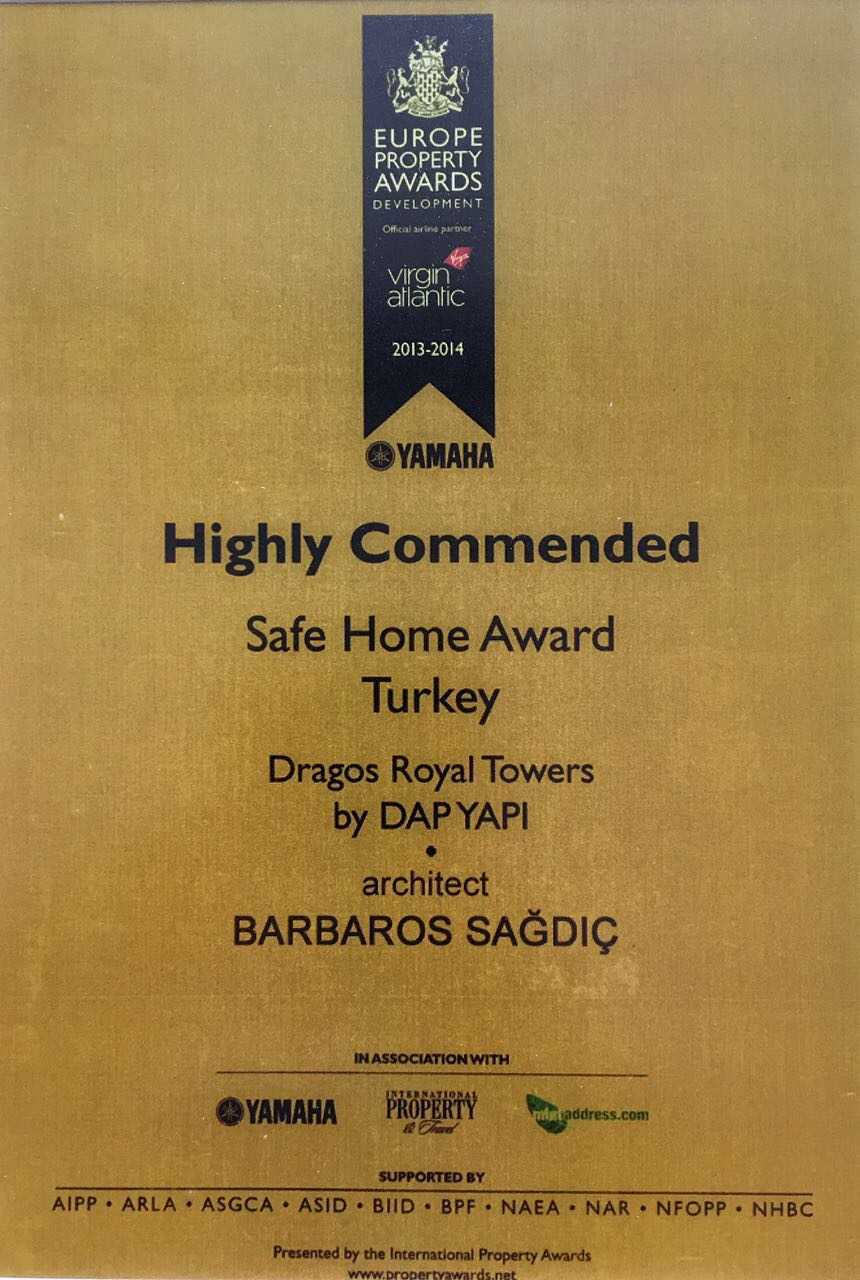 EUROPE
PROPERTY
AWARDS
DEVELOPMENT
Official airline partner
Virgin
virgin
atlantic
2013-2014
YAMAHA
Highly Commended
Safe Home Award
Turkey
Dragos Royal Towers
by DAP YAPI
•
architect
BARBAROS SAĞDIÇ
IN ASSOCIATION WITH
YAMAHA
INTERNATIONAL
PROPERTY
& Travel
address.com
SUPPORTED BY
AIPP • ARLA • ASGCA • ASID • BIID • BPF • NAEA • NAR • NFOPP • NHBC
Presented by the International Property Awards
www.propertyawards.net